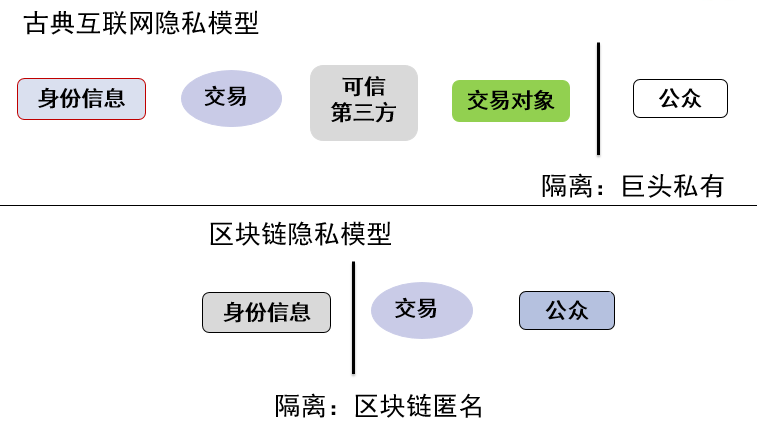 古典互联网隐私模型
身份信息
交易
可信
第三方
交易对象
公众
隔离：巨头私有
区块链隐私模型
身份信息
交易
公众
隔离：区块链匿名